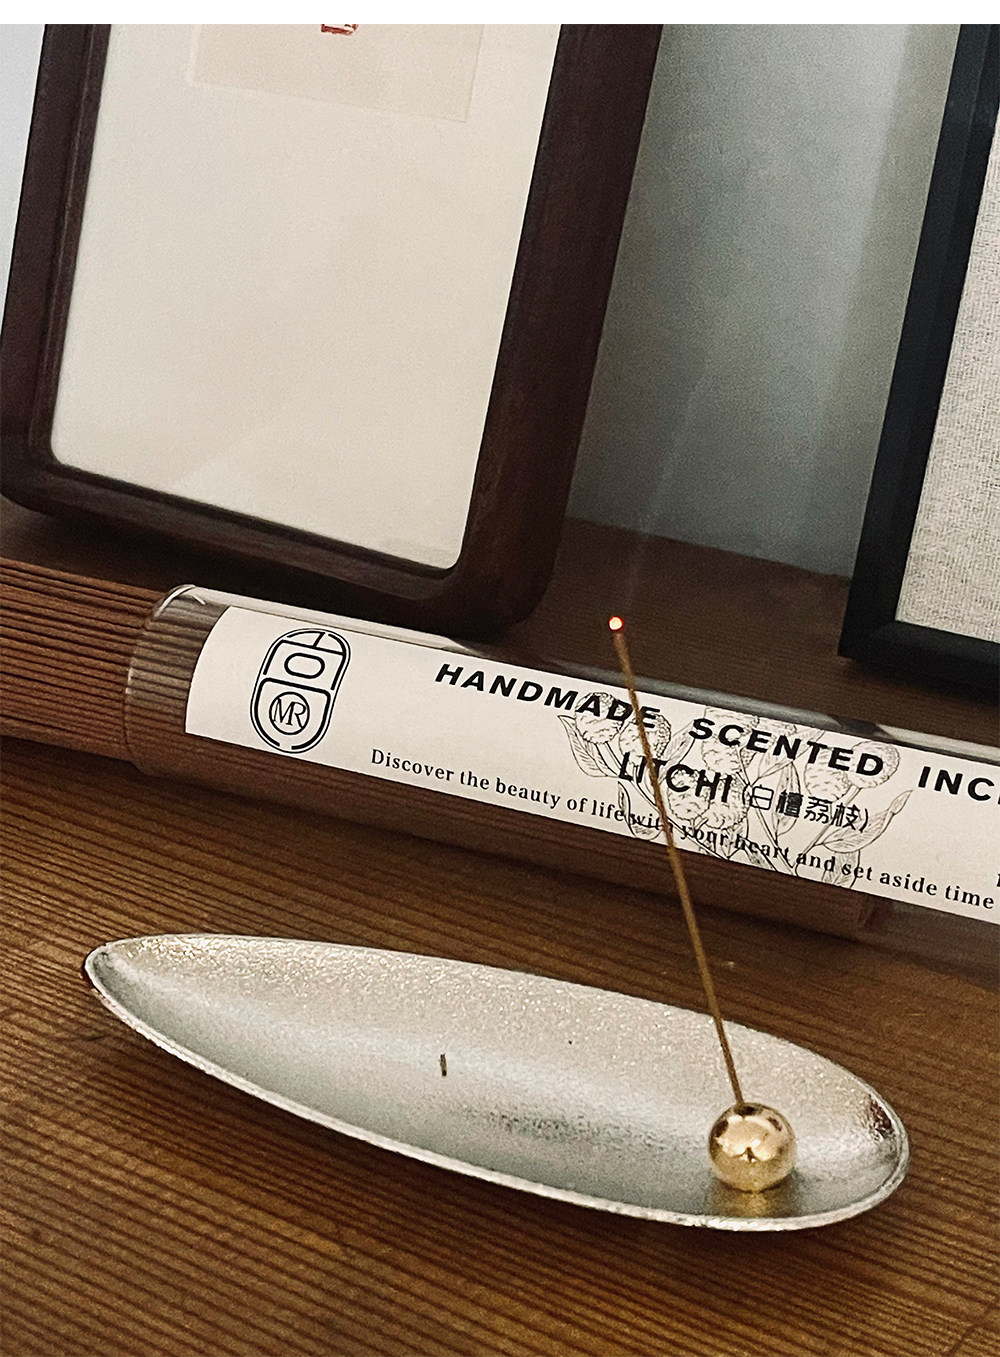 MR
HANDMADE SCENTED
LITCHI (白檀荔枝)
Discover the beauty of life with your heart and set aside time